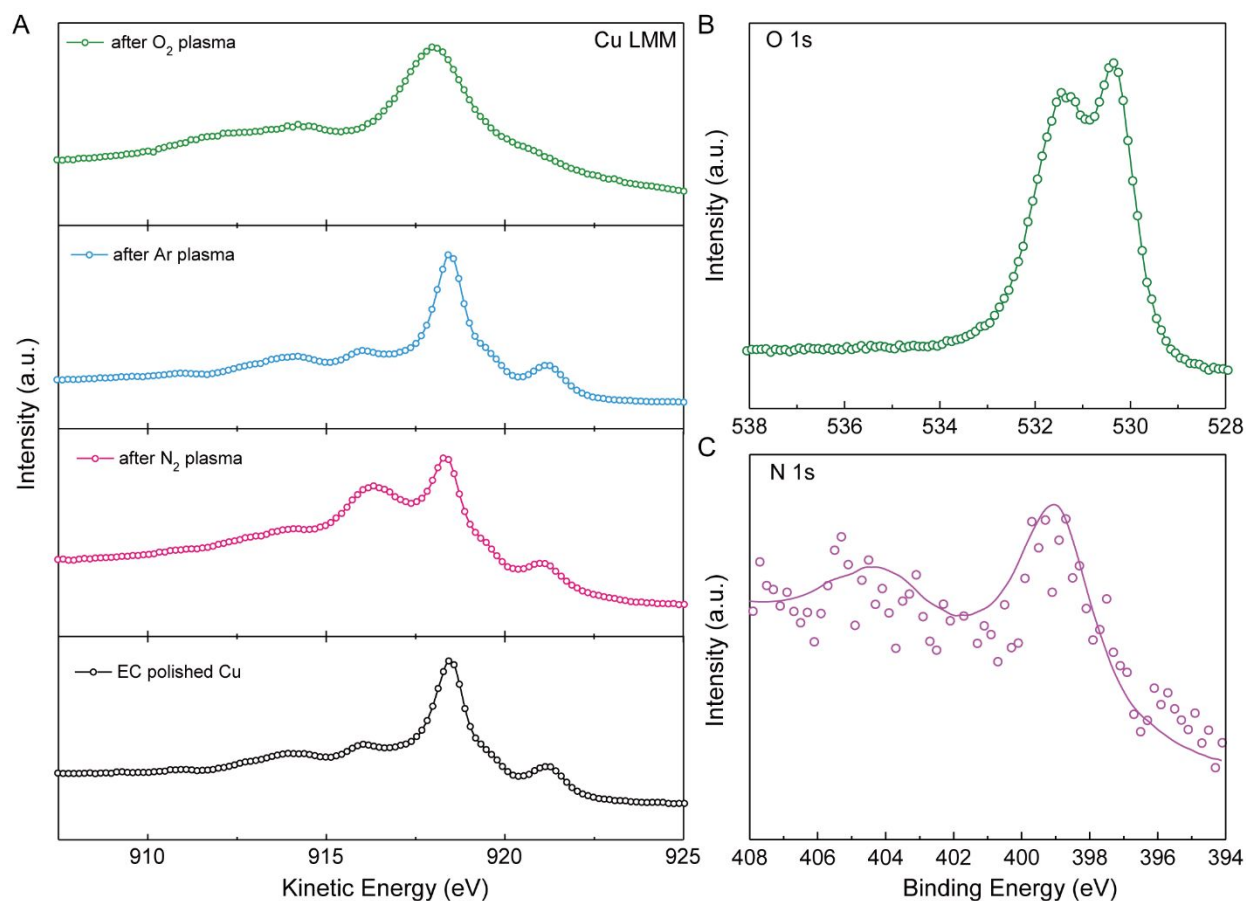 A
after O₂ plasma
Cu LMM
after Ar plasma
after N₂ plasma
EC polished Cu
Intensity (a.u.)
910 915 920 925
Kinetic Energy (eV)
B
O 1s
Intensity (a.u.)
538 536 534 532 530 528
C
N 1s
Intensity (a.u.)
408 406 404 402 400 398 396 394
Binding Energy (eV)